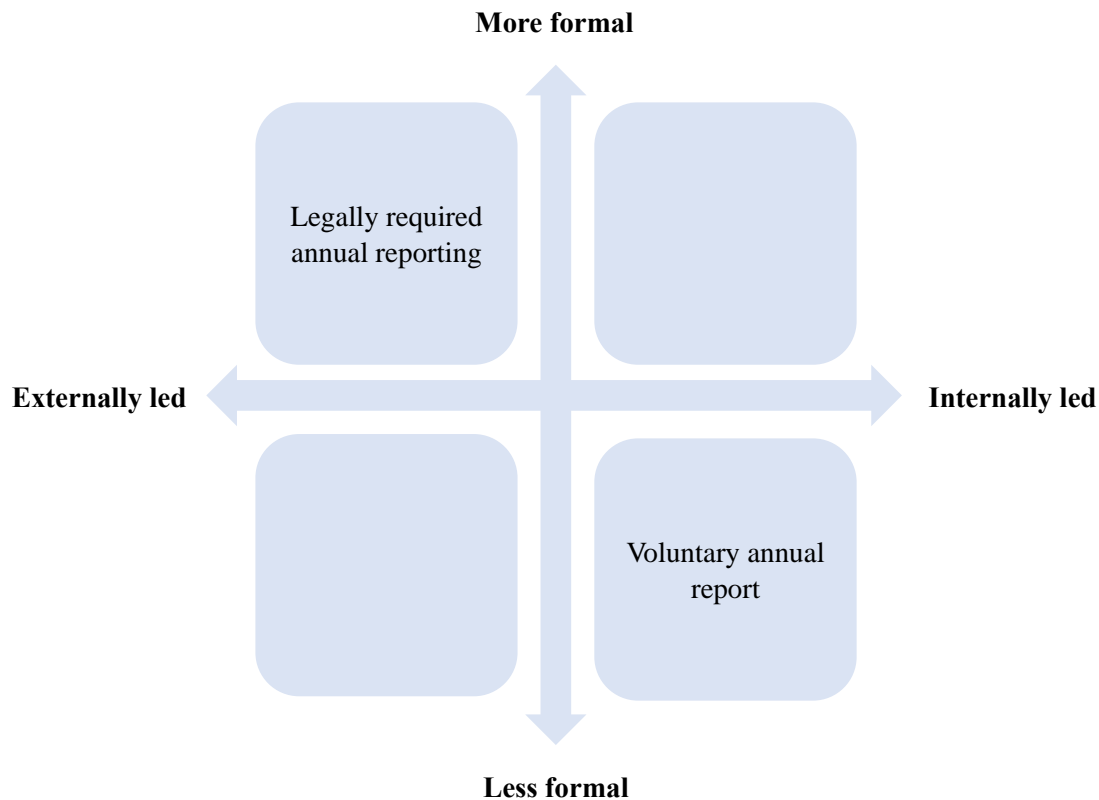 More formal
Legally required
annual reporting
Externally led
Internally led
Voluntary annual
report
Less formal